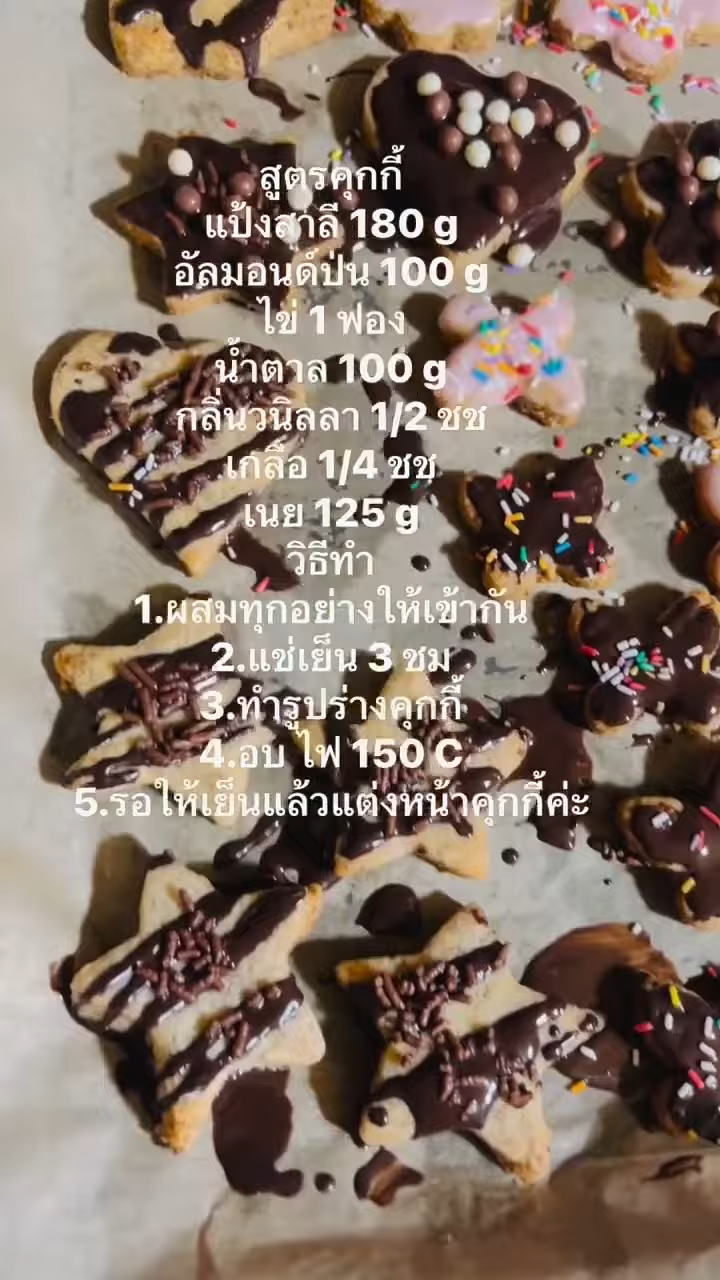 สูตรคุกกี้
แป้งสาลี 180 g
อัลมอนด์ป่น 100 g
ไข่ 1 ฟอง
น้ำตาล 100 g
กลิ่นวนิลลา 1/2 ชช
เกลือ 1/4 ชช
เนย 125 g
วิธีทำ
1.ผสมทุกอย่างให้เข้ากัน
2.แช่เย็น 3 ชม
3.ทำรูปร่างคุกกี้
4.อบ ไฟ 150 C
5.รอให้เย็นแล้วแต่งหน้าคุกกี้ค่ะ